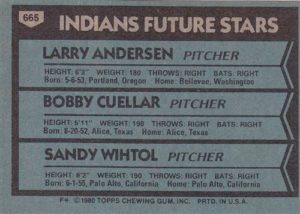 665
INDIANS FUTURE STARS
LARRY ANDERSEN PITCHER
HEIGHT: 6'2" WEIGHT: 180 THROWS: RIGHT BATS: RIGHT
Born: 5-6-53, Portland, Oregon Home: Bellevue, Washington
BOBBY CUELLAR PITCHER
HEIGHT: 5'11" WEIGHT: 190 THROWS: RIGHT BATS: RIGHT
Born: 8-20-52, Alice, Texas Home: Alice, Texas
SANDY WIHTOL PITCHER
HEIGHT: 6'2" WEIGHT: 190 THROWS: RIGHT BATS: RIGHT
Born: 6-1-55, Palo Alto, California Home: Palo Alto, California
© 1980 TOPPS CHEWING GUM, INC. PRTD. IN U.S.A.